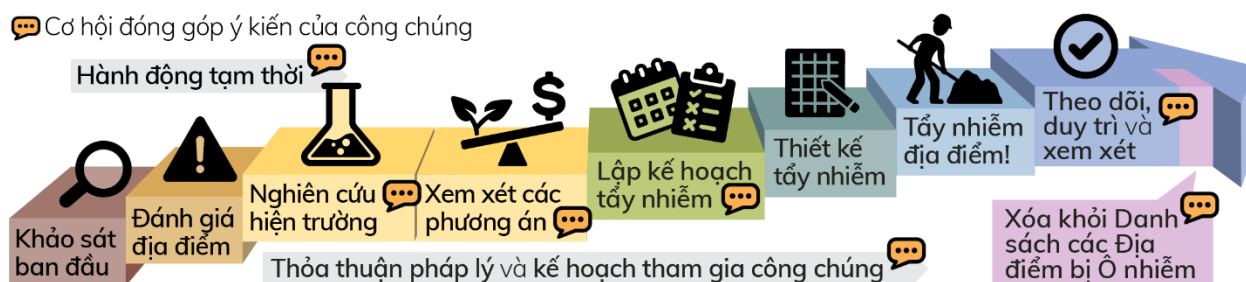 Cơ hội đóng góp ý kiến của công chúng
Hành động tạm thời
Khảo sát
ban đầu
Đánh giá
địa điểm
Nghiên cứu
hiện trường
Xem xét các
phương án
Lập kế hoạch
tẩy nhiễm
Thiết kế
tẩy nhiễm
Tẩy nhiễm
địa điểm!
Theo dõi,
duy trì và
xem xét
Thỏa thuận pháp lý và kế hoạch tham gia công chúng
Xóa khỏi Danh
sách các Địa
điểm bị Ô nhiễm